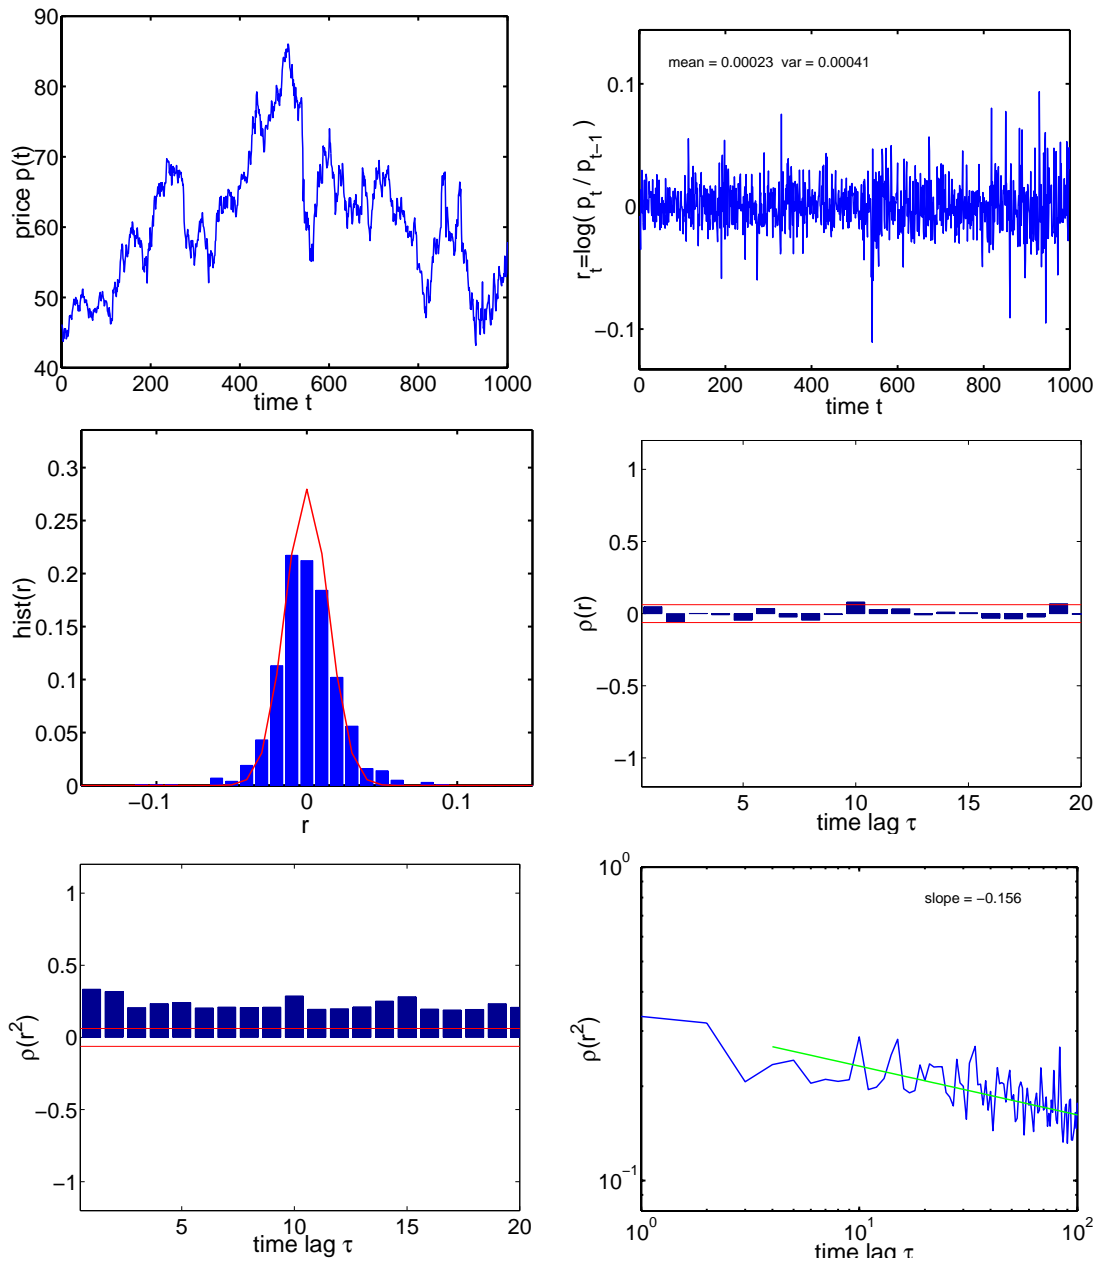 90
80
70
60
50
40
price p(t)
0 200 400 600 800 1000
time t
mean = 0.00023 var = 0.00041
0.1
0
−0.1
r_t=log( p_t / p_{t−1} )
0 200 400 600 800 1000
time t
0.3
0.25
0.2
0.15
0.1
0.05
0
hist(r)
−0.1 0 0.1
r
1
0.5
0
−0.5
−1
ρ(r)
5 10 15 20
time lag τ
1
0.5
0
−0.5
−1
ρ(r²)
5 10 15 20
time lag τ
slope = −0.156
10⁰
10⁻¹
ρ(r²)
10⁰ 10¹ 10²
time lag τ